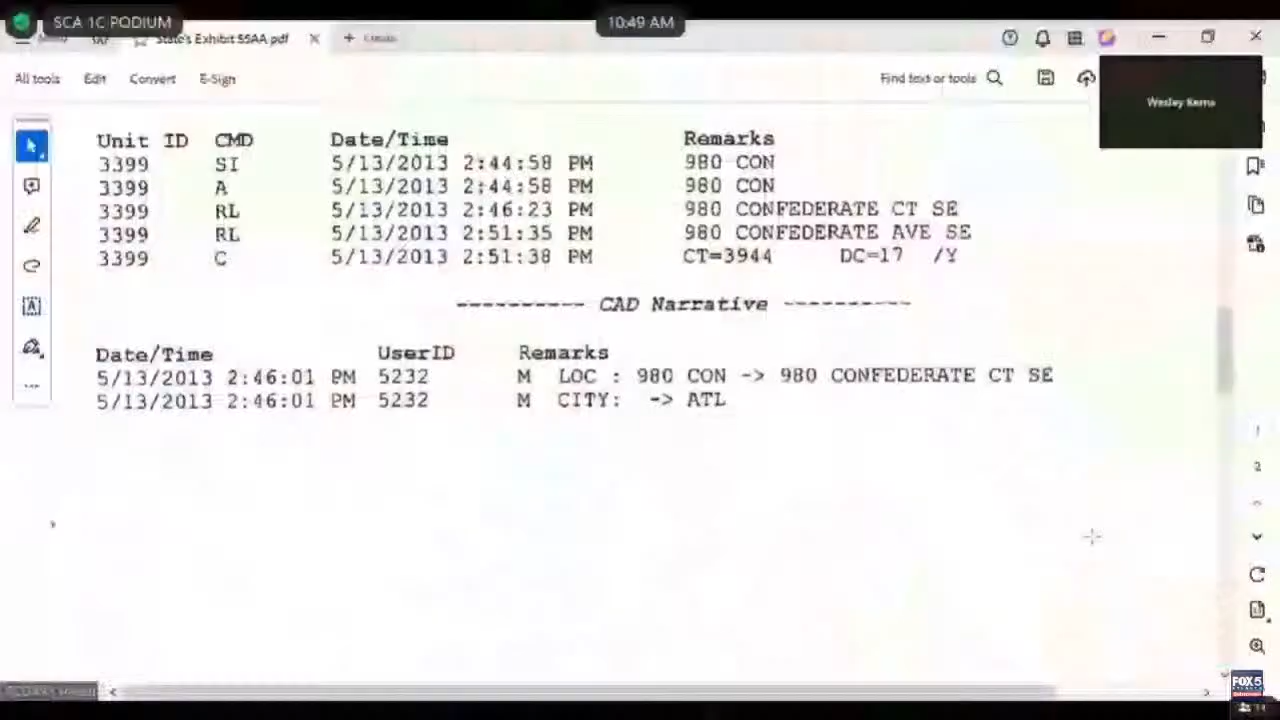 SCA 1C PODIUM
10:49 AM
State's Exhibit SSAA.pdf
+ Create
All tools Edit Convert E-Sign
Find text or tools
Unit ID CMD Date/Time Remarks
3399 SI 5/13/2013 2:44:58 PM 980 CON
3399 A 5/13/2013 2:44:58 PM 980 CON
3399 RL 5/13/2013 2:46:23 PM 980 CONFEDERATE CT SE
3399 RL 5/13/2013 2:51:35 PM 980 CONFEDERATE AVE SE
3399 C 5/13/2013 2:51:38 PM CT=3944 DC=17 /Y
---------- CAD Narrative ----------
Date/Time UserID Remarks
5/13/2013 2:46:01 PM 5232 M LOC : 980 CON -> 980 CONFEDERATE CT SE
5/13/2013 2:46:01 PM 5232 M CITY: -> ATL
1
2
FOX 5